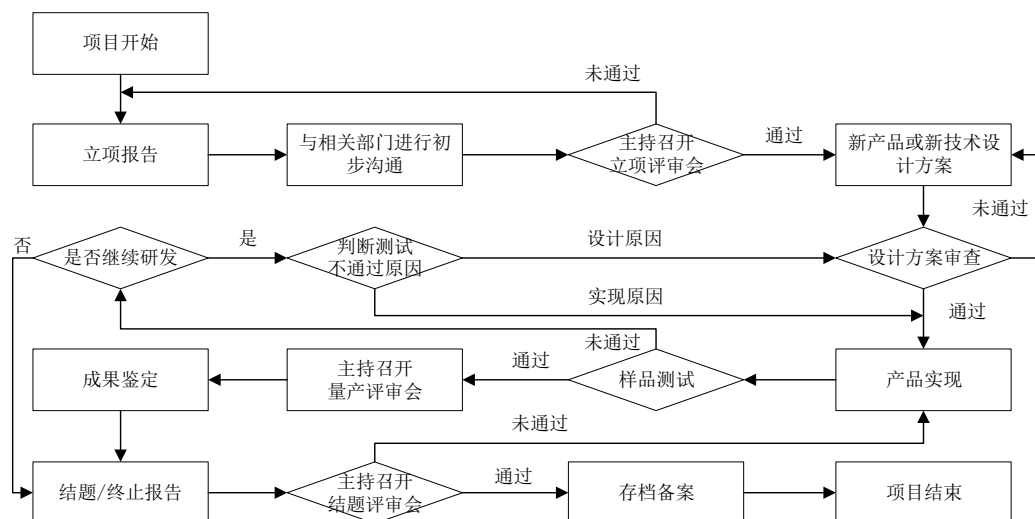 项目开始
未通过
立项报告
与相关部门进行初
步沟通
主持召开
立项评审会
通过
新产品或新技术设
计方案
未通过
否
是否继续研发
是
判断测试
不通过原因
设计原因
设计方案审查
实现原因
通过
成果鉴定
主持召开
量产评审会
通过
未通过
样品测试
产品实现
未通过
结题/终止报告
主持召开
结题评审会
通过
存档备案
项目结束